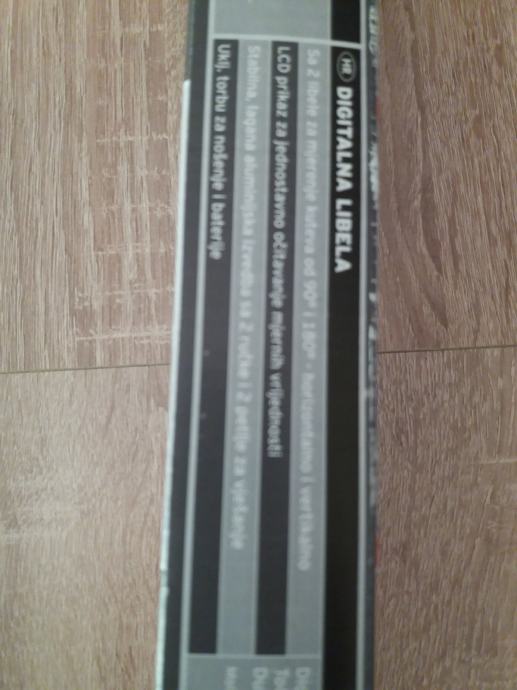 HR DIGITALNA LIBELA
Sa 2 libele za mjerenje kuteva od 90° i 180° - horizontalno i vertikalno
LCD prikaz za jednostavno očitavanje mjernih vrijednosti
Stabilna, lagana aluminijska izvedba sa 2 ručke i 2 petlje za vješanje
Uklj. torbu za nošenje i baterije